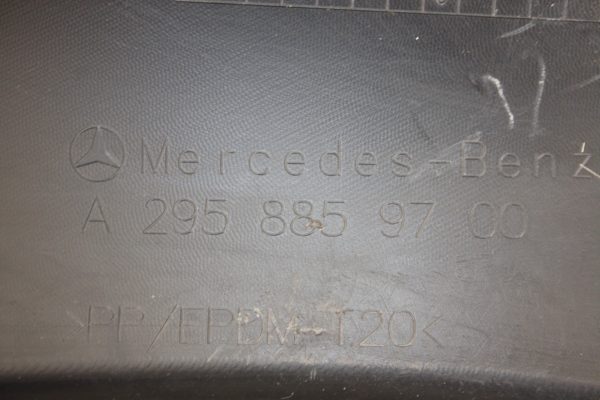 Mercedes-Benz
A 295 885 97 00
>PP/EPDM-T20<